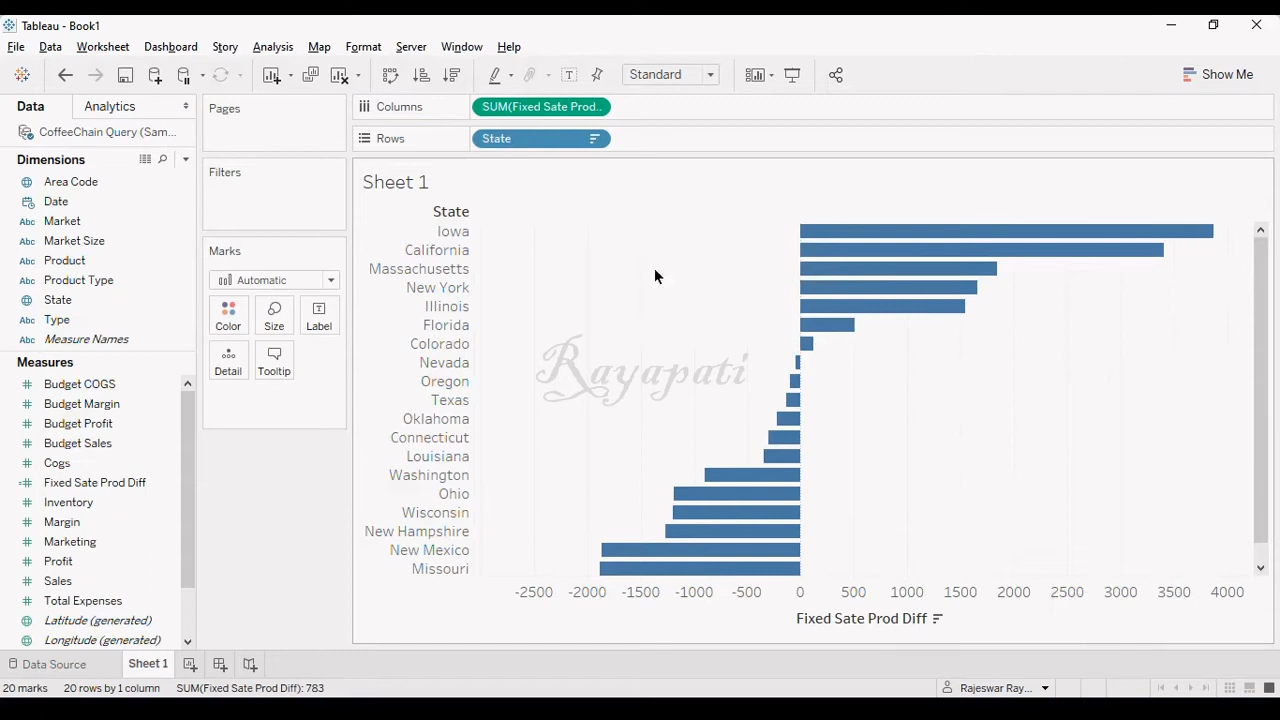 Tableau - Book1
File Data Worksheet Dashboard Story Analysis Map Format Server Window Help
Standard
Show Me
Data Analytics
CoffeeChain Query (Sam...
Dimensions
Area Code
Date
Abc Market
Abc Market Size
Abc Product
Abc Product Type
State
Abc Type
Measure Names
Measures
Budget COGS
Budget Margin
Budget Profit
Budget Sales
Cogs
Fixed Sate Prod Diff
Inventory
Margin
Marketing
Profit
Sales
Total Expenses
Latitude (generated)
Longitude (generated)
Pages
Filters
Marks
Automatic
Color Size Label
Detail Tooltip
Columns SUM(Fixed Sate Prod..
Rows State
Sheet 1
State
Iowa
California
Massachusetts
New York
Illinois
Florida
Colorado
Nevada
Oregon
Texas
Oklahoma
Connecticut
Louisiana
Washington
Ohio
Wisconsin
New Hampshire
New Mexico
Missouri
Rayapati
-2500 -2000 -1500 -1000 -500 0 500 1000 1500 2000 2500 3000 3500 4000
Fixed Sate Prod Diff
Data Source Sheet 1
20 marks 20 rows by 1 column SUM(Fixed Sate Prod Diff): 783 Rajeswar Ray...